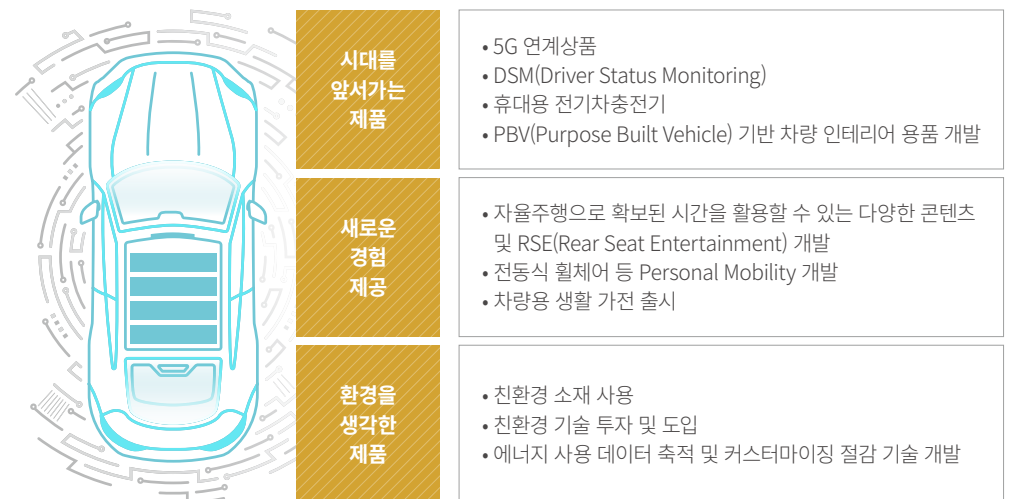 시대를
앞서가는
제품
• 5G 연계상품
• DSM(Driver Status Monitoring)
• 휴대용 전기차충전기
• PBV(Purpose Built Vehicle) 기반 차량 인테리어 용품 개발
새로운
경험
제공
• 자율주행으로 확보된 시간을 활용할 수 있는 다양한 콘텐츠
및 RSE(Rear Seat Entertainment) 개발
• 전동식 휠체어 등 Personal Mobility 개발
• 차량용 생활 가전 출시
환경을
생각한
제품
• 친환경 소재 사용
• 친환경 기술 투자 및 도입
• 에너지 사용 데이터 축적 및 커스터마이징 절감 기술 개발